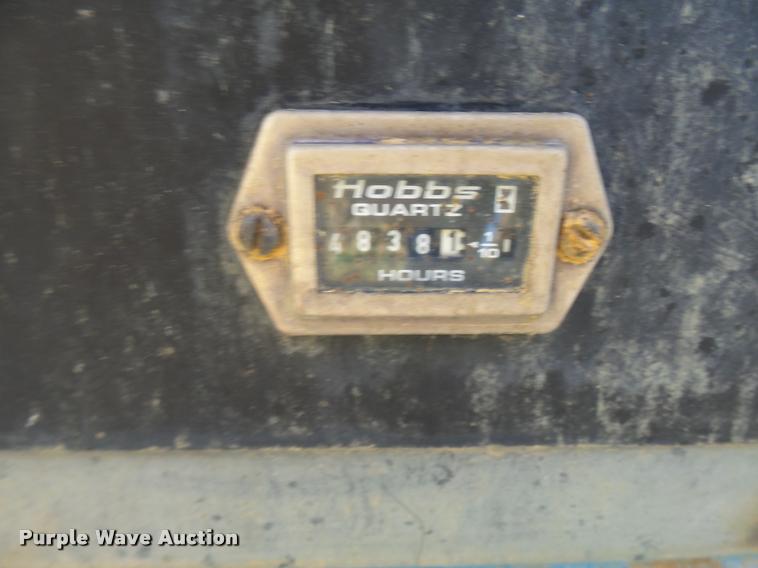 Hobbs
QUARTZ
4838 1/10
HOURS
Purple Wave Auction